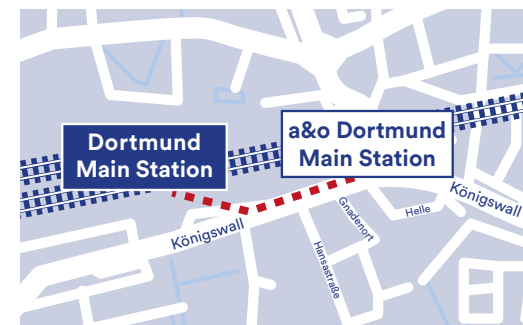 Dortmund
Main Station
a&o Dortmund
Main Station
Königswall
Königswall
Helle
Gnadenort
Hansastraße